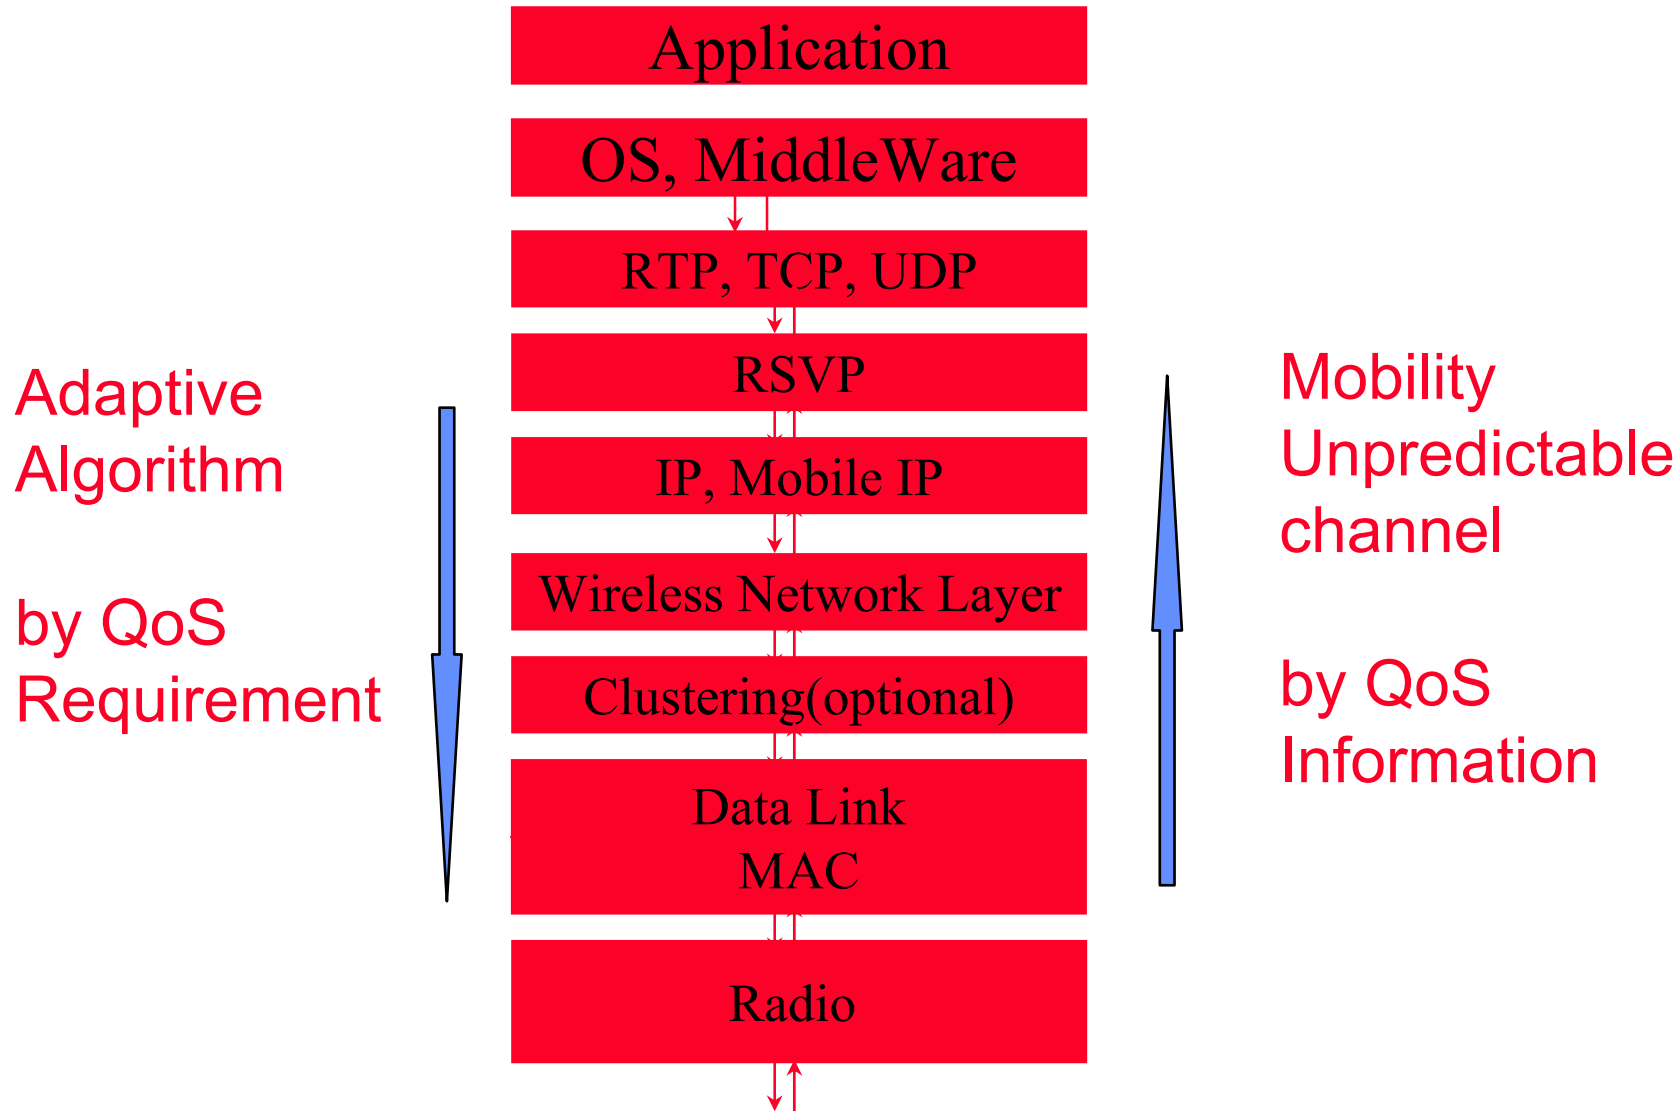 Application
OS, MiddleWare
RTP, TCP, UDP
RSVP
IP, Mobile IP
Wireless Network Layer
Clustering(optional)
Data Link
MAC
Radio
Adaptive
Algorithm
by QoS
Requirement
Mobility
Unpredictable
channel
by QoS
Information